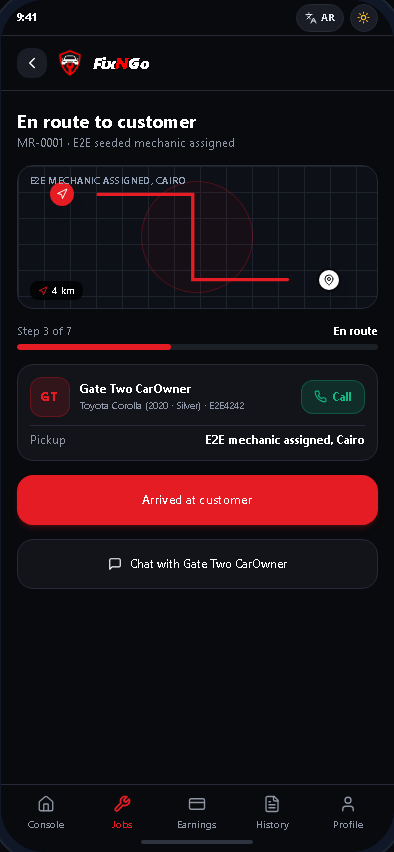 9:41
AR
FixNGo
En route to customer
MR-0001 · E2E seeded mechanic assigned
E2E MECHANIC ASSIGNED, CAIRO
4 km
Step 3 of 7
En route
GT
Gate Two CarOwner
Toyota Corolla (2020 · Silver) · E2E4242
Call
Pickup
E2E mechanic assigned, Cairo
Arrived at customer
Chat with Gate Two CarOwner
Console
Jobs
Earnings
History
Profile